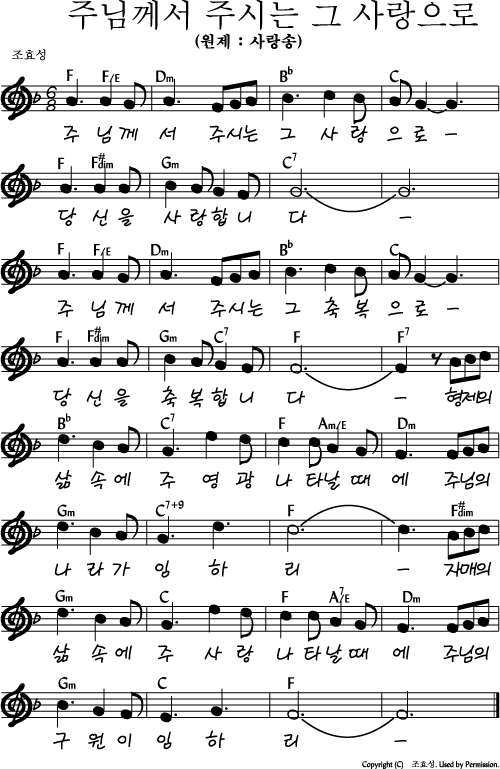 주님께서 주시는 그 사랑으로
(원제 : 사랑송)
조효성
F F/E Dm B♭ C
6/8
주 님 께 서 주시는 그 사 랑 으 로 –
F F#dim Gm C7
당 신 을 사 랑 합 니 다 –
F F/E Dm B♭ C
주 님 께 서 주시는 그 축 복 으 로 –
F F#dim Gm C7 F F7
당 신 을 축 복 합 니 다 – 형제의
B♭ C7 F Am/E Dm
삶 속 에 주 영 광 나 타 날 때 에 주님의
Gm C7+9 F F#dim
나 라 가 임 하 리 – 자매의
Gm C F A7/E Dm
삶 속 에 주 사 랑 나 타 날 때 에 주님의
Gm C F
구 원 이 임 하 리 –
Copyright (C) 조효성. Used by Permission.